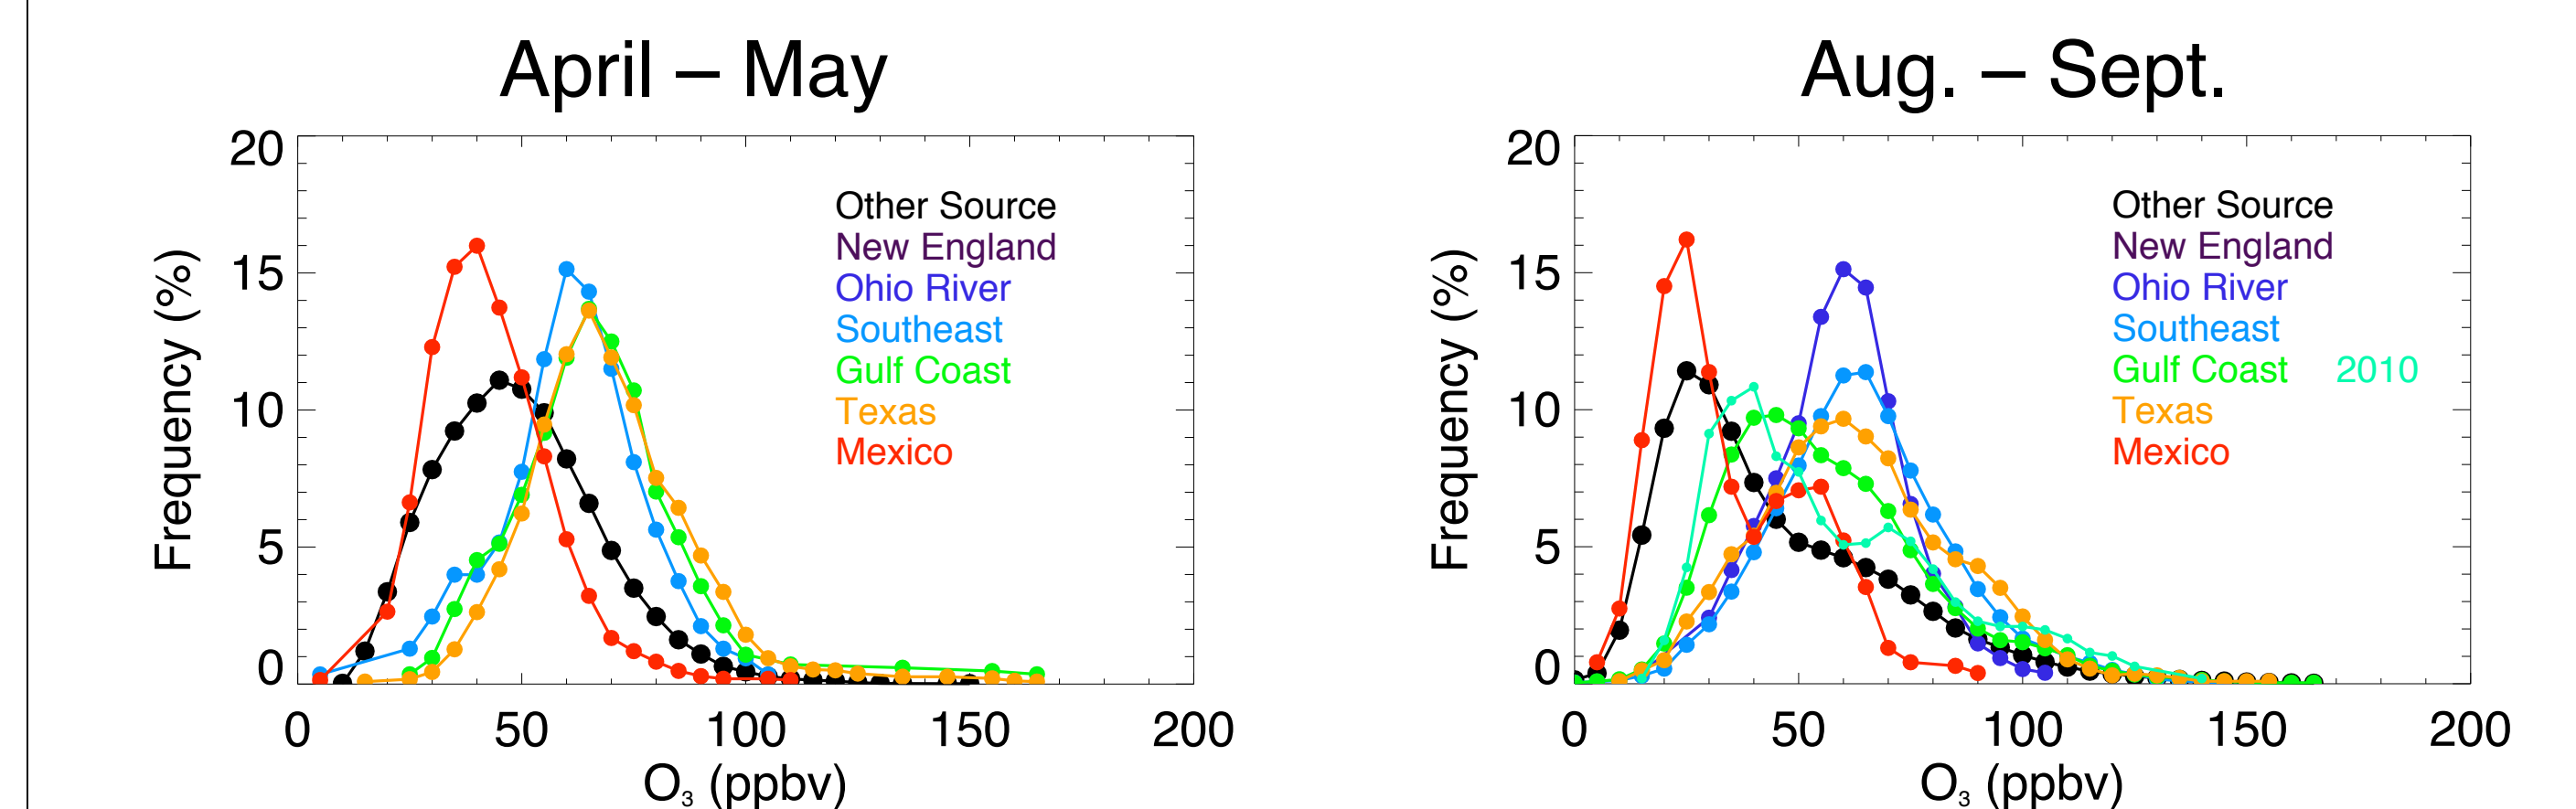 April – May
20
15
10
5
0
Frequency (%)
Other Source
New England
Ohio River
Southeast
Gulf Coast
Texas
Mexico
0 50 100 150 200
O₃ (ppbv)
Aug. – Sept.
20
15
10
5
0
Frequency (%)
Other Source
New England
Ohio River
Southeast
Gulf Coast 2010
Texas
Mexico
0 50 100 150 200
O₃ (ppbv)